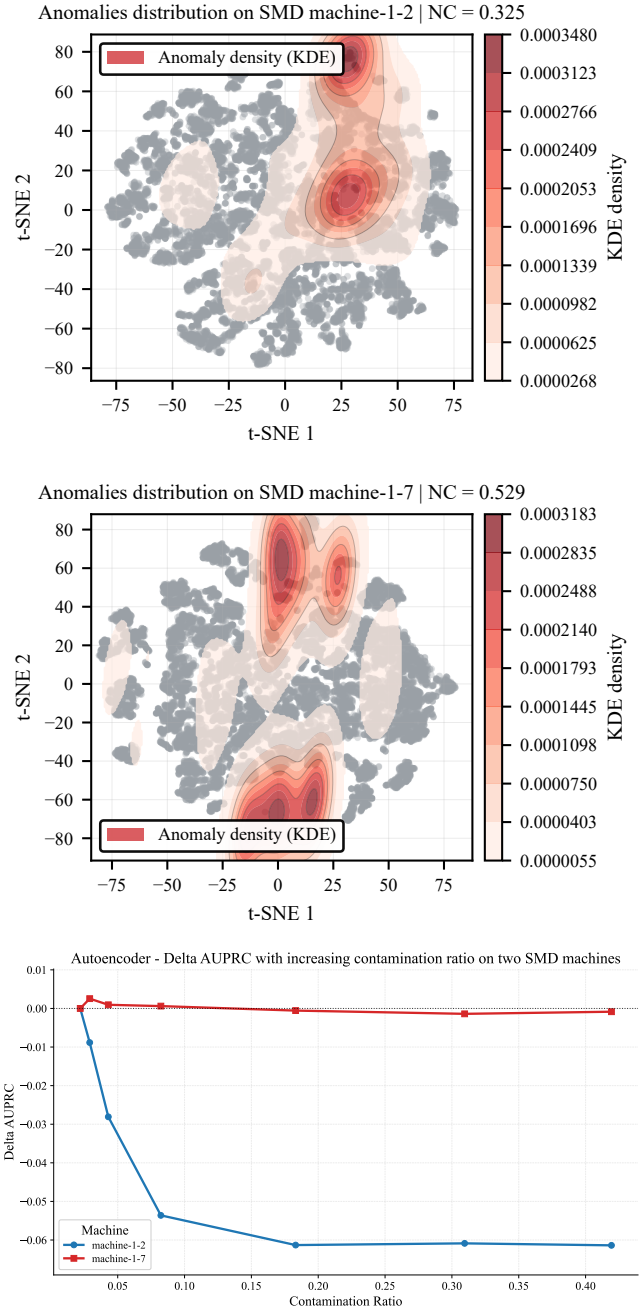 Anomalies distribution on SMD machine-1-2 | NC = 0.325
Anomaly density (KDE)
80
60
40
20
0
−20
−40
−60
−80
t-SNE 2
−75 −50 −25 0 25 50 75
t-SNE 1
0.0003480
0.0003123
0.0002766
0.0002409
0.0002053
0.0001696
0.0001339
0.0000982
0.0000625
0.0000268
KDE density
Anomalies distribution on SMD machine-1-7 | NC = 0.529
80
60
40
20
0
−20
−40
−60
−80
t-SNE 2
Anomaly density (KDE)
−75 −50 −25 0 25 50 75
t-SNE 1
0.0003183
0.0002835
0.0002488
0.0002140
0.0001793
0.0001445
0.0001098
0.0000750
0.0000403
0.0000055
KDE density
Autoencoder - Delta AUPRC with increasing contamination ratio on two SMD machines
0.01
0.00
−0.01
−0.02
−0.03
−0.04
−0.05
−0.06
Delta AUPRC
Machine
machine-1-2
machine-1-7
0.05 0.10 0.15 0.20 0.25 0.30 0.35 0.40
Contamination Ratio